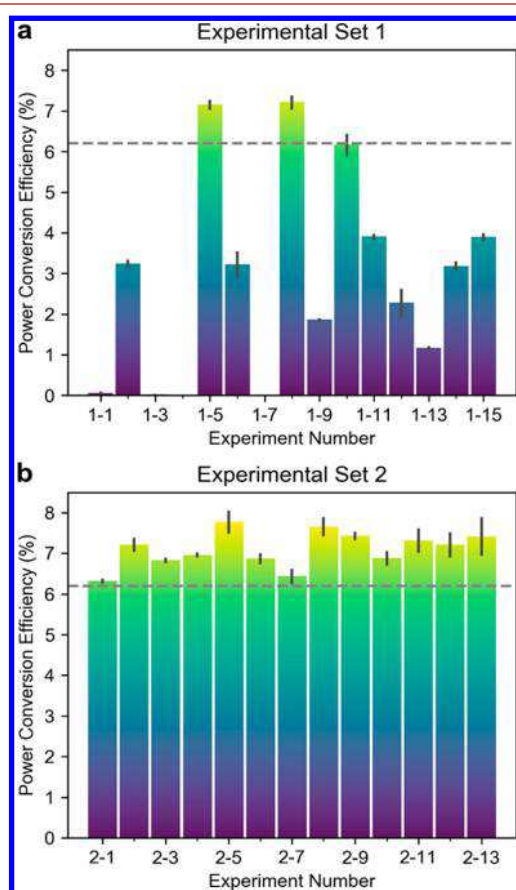 a
Experimental Set 1
Power Conversion Efficiency (%)
8
7
6
5
4
3
2
1
0
1-1 1-3 1-5 1-7 1-9 1-11 1-13 1-15
Experiment Number
b
Experimental Set 2
Power Conversion Efficiency (%)
8
7
6
5
4
3
2
1
0
2-1 2-3 2-5 2-7 2-9 2-11 2-13
Experiment Number